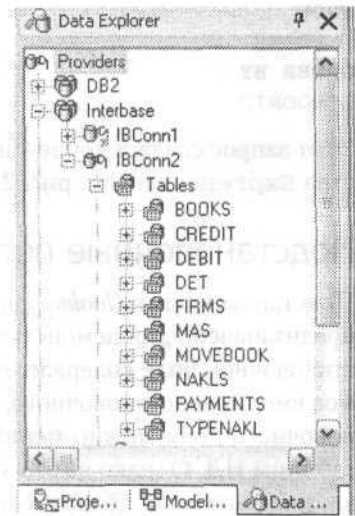 Data Explorer
Providers
DB2
Interbase
IBConn1
IBConn2
Tables
BOOKS
CREDIT
DEBIT
DET
FIRMS
MAS
MOVEBOOK
NAKLS
PAYMENTS
TYPENAKL
Proje... Model... Data ...